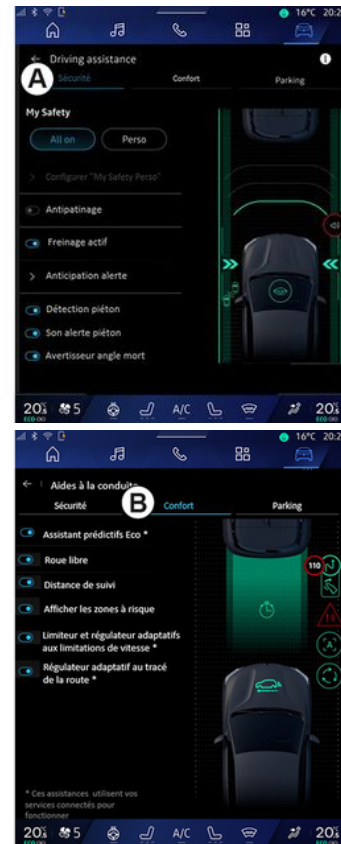 16°C 20:2
← Driving assistance
A
Sécurité Confort Parking
My Safety
All on Perso
> Configurer "My Safety Perso"
Antipatinage
Freinage actif
> Anticipation alerte
Détection piéton
Son alerte piéton
Avertisseur angle mort
20% 5 A/C 20%
ECO ECO
16°C 20:2
← Aides à la conduite
B
Sécurité Confort Parking
Assistant prédictifs Eco *
Roue libre
110
Distance de suivi
Afficher les zones à risque
Limiteur et régulateur adaptatifs
aux limitations de vitesse *
(A)
Régulateur adaptatif au tracé
de la route *
* Ces assistances utilisent vos
services connectés pour
fonctionner
A/C